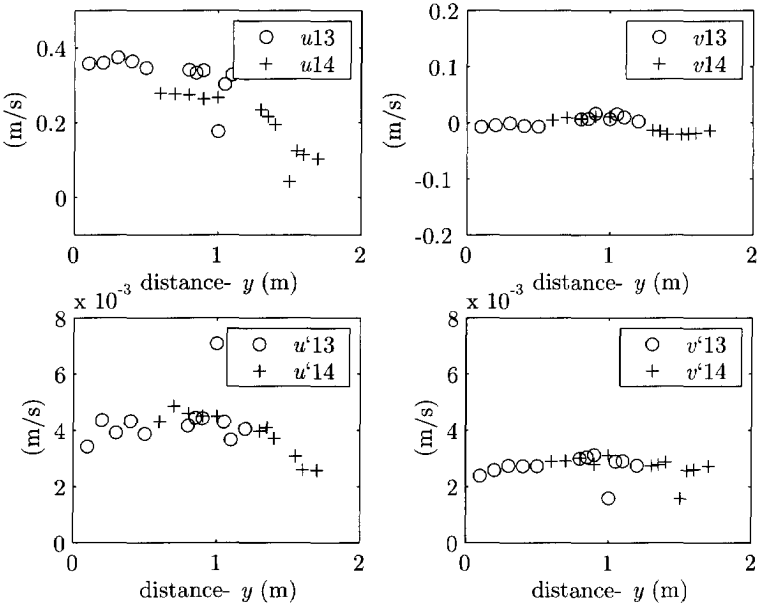 0.4
0.2
0
(m/s)
u13
u14
0
1
2
distance- y (m)
0.2
0.1
0
-0.1
-0.2
(m/s)
v13
v14
0
1
2
distance- y (m)
x 10⁻³
8
6
4
2
0
(m/s)
u‘13
u‘14
0
1
2
distance- y (m)
x 10⁻³
8
6
4
2
0
(m/s)
v‘13
v‘14
0
1
2
distance- y (m)